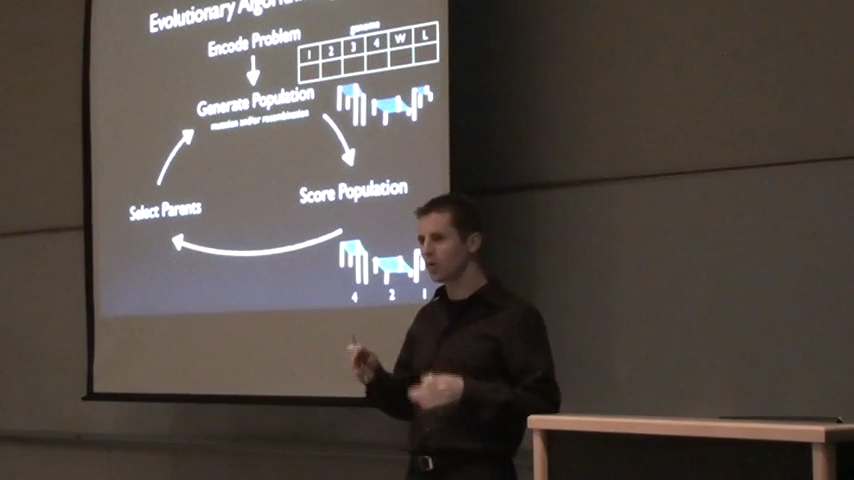 Evolutionary
Encode Problem
genome
1 2 3 4 W L
Generate Population
mutation and/or recombination
Select Parents
Score Population
4 2 1